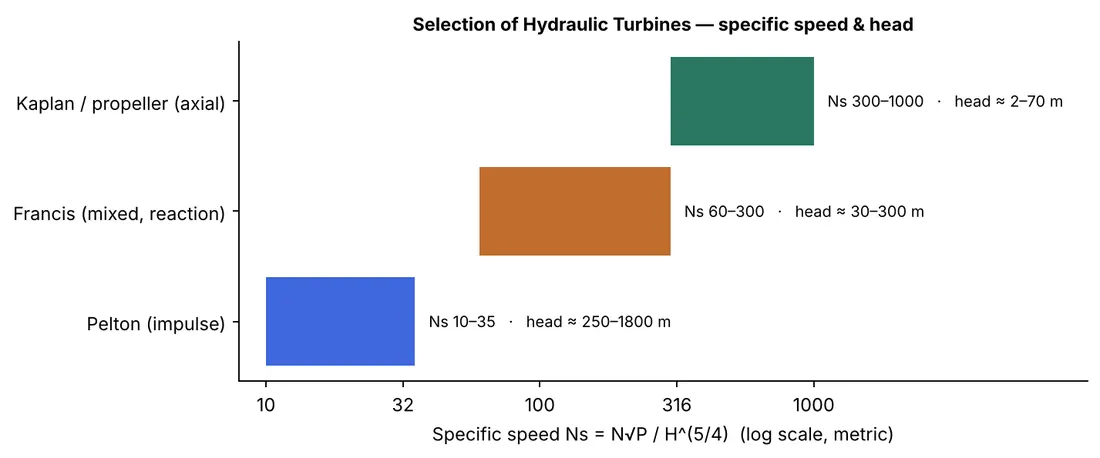 Selection of Hydraulic Turbines — specific speed & head
Kaplan / propeller (axial)
Ns 300–1000 · head ≈ 2–70 m
Francis (mixed, reaction)
Ns 60–300 · head ≈ 30–300 m
Pelton (impulse)
Ns 10–35 · head ≈ 250–1800 m
10 32 100 316 1000
Specific speed Ns = N√P / H^(5/4) (log scale, metric)